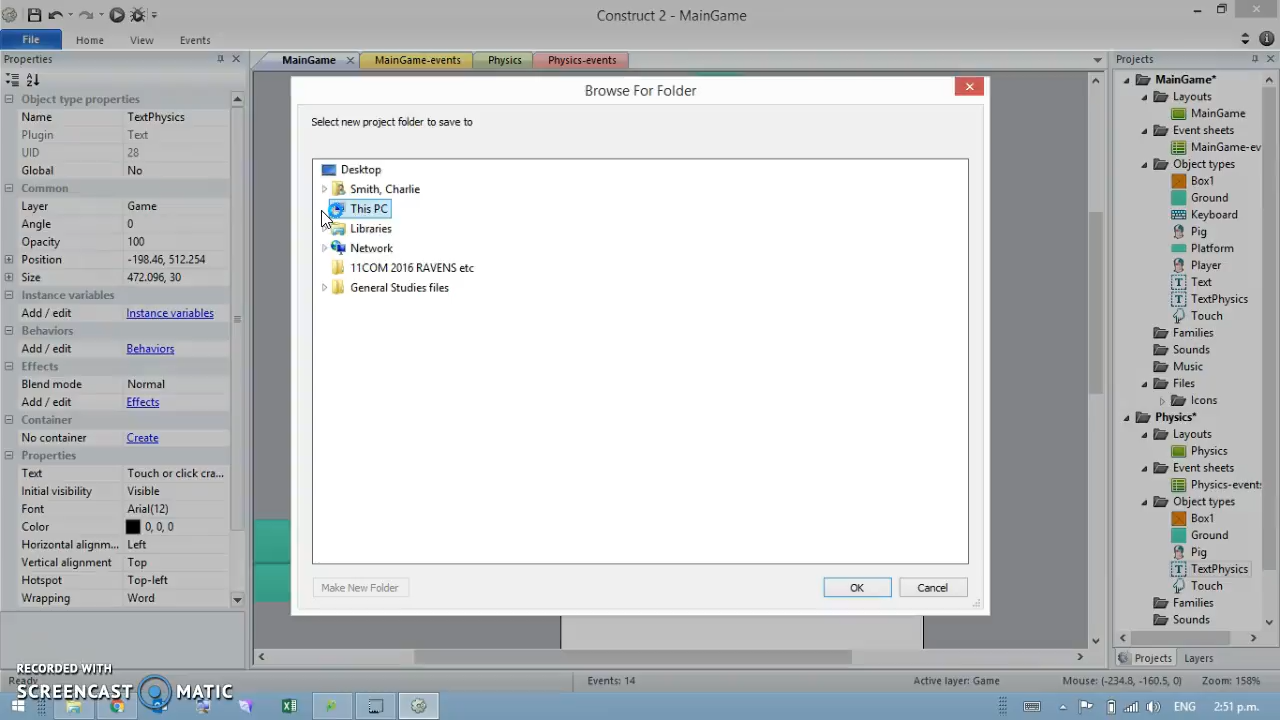 Construct 2 - MainGame
File
Home
View
Events
Properties
MainGame
MainGame-events
Physics
Physics-events
Projects
Object type properties
Name TextPhysics
Plugin Text
UID 28
Global No
Common
Layer Game
Angle 0
Opacity 100
Position -198.46, 512.254
Size 472.096, 30
Instance variables
Add / edit Instance variables
Behaviors
Add / edit Behaviors
Effects
Blend mode Normal
Add / edit Effects
Container
No container Create
Properties
Text Touch or click cra...
Initial visibility Visible
Font Arial(12)
Color 0, 0, 0
Horizontal alignm... Left
Vertical alignment Top
Hotspot Top-left
Wrapping Word
Browse For Folder
Select new project folder to save to
Desktop
Smith, Charlie
This PC
Libraries
Network
11COM 2016 RAVENS etc
General Studies files
Make New Folder
OK
Cancel
MainGame*
Layouts
MainGame
Event sheets
MainGame-ev
Object types
Box1
Ground
Keyboard
Pig
Platform
Player
Text
TextPhysics
Touch
Families
Sounds
Music
Files
Icons
Physics*
Layouts
Physics
Event sheets
Physics-events
Object types
Box1
Ground
Pig
TextPhysics
Touch
Families
Sounds
Projects
Layers
Ready
Events: 14
Active layer: Game
Mouse: (-234.8, -160.5, 0)
Zoom: 158%
RECORDED WITH
SCREENCAST MATIC
ENG
2:51 p.m.